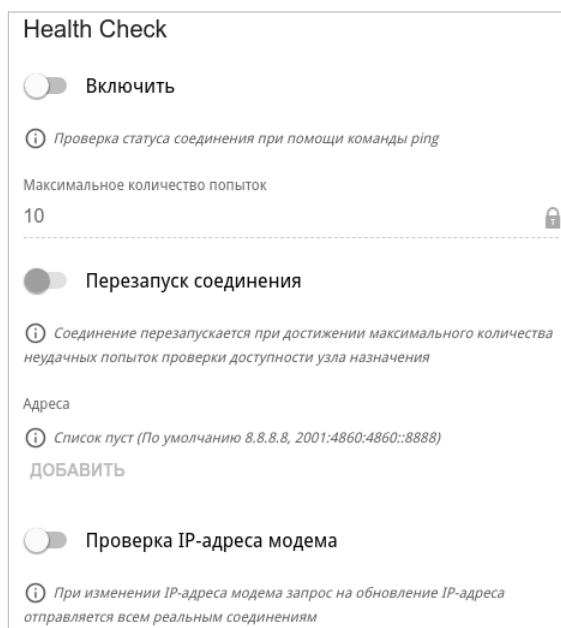 Health Check
Включить
Проверка статуса соединения при помощи команды ping
Максимальное количество попыток
10
Перезапуск соединения
Соединение перезапускается при достижении максимального количества
неудачных попыток проверки доступности узла назначения
Адреса
Список пуст (По умолчанию 8.8.8.8, 2001:4860:4860::8888)
ДОБАВИТЬ
Проверка IP-адреса модема
При изменении IP-адреса модема запрос на обновление IP-адреса
отправляется всем реальным соединениям